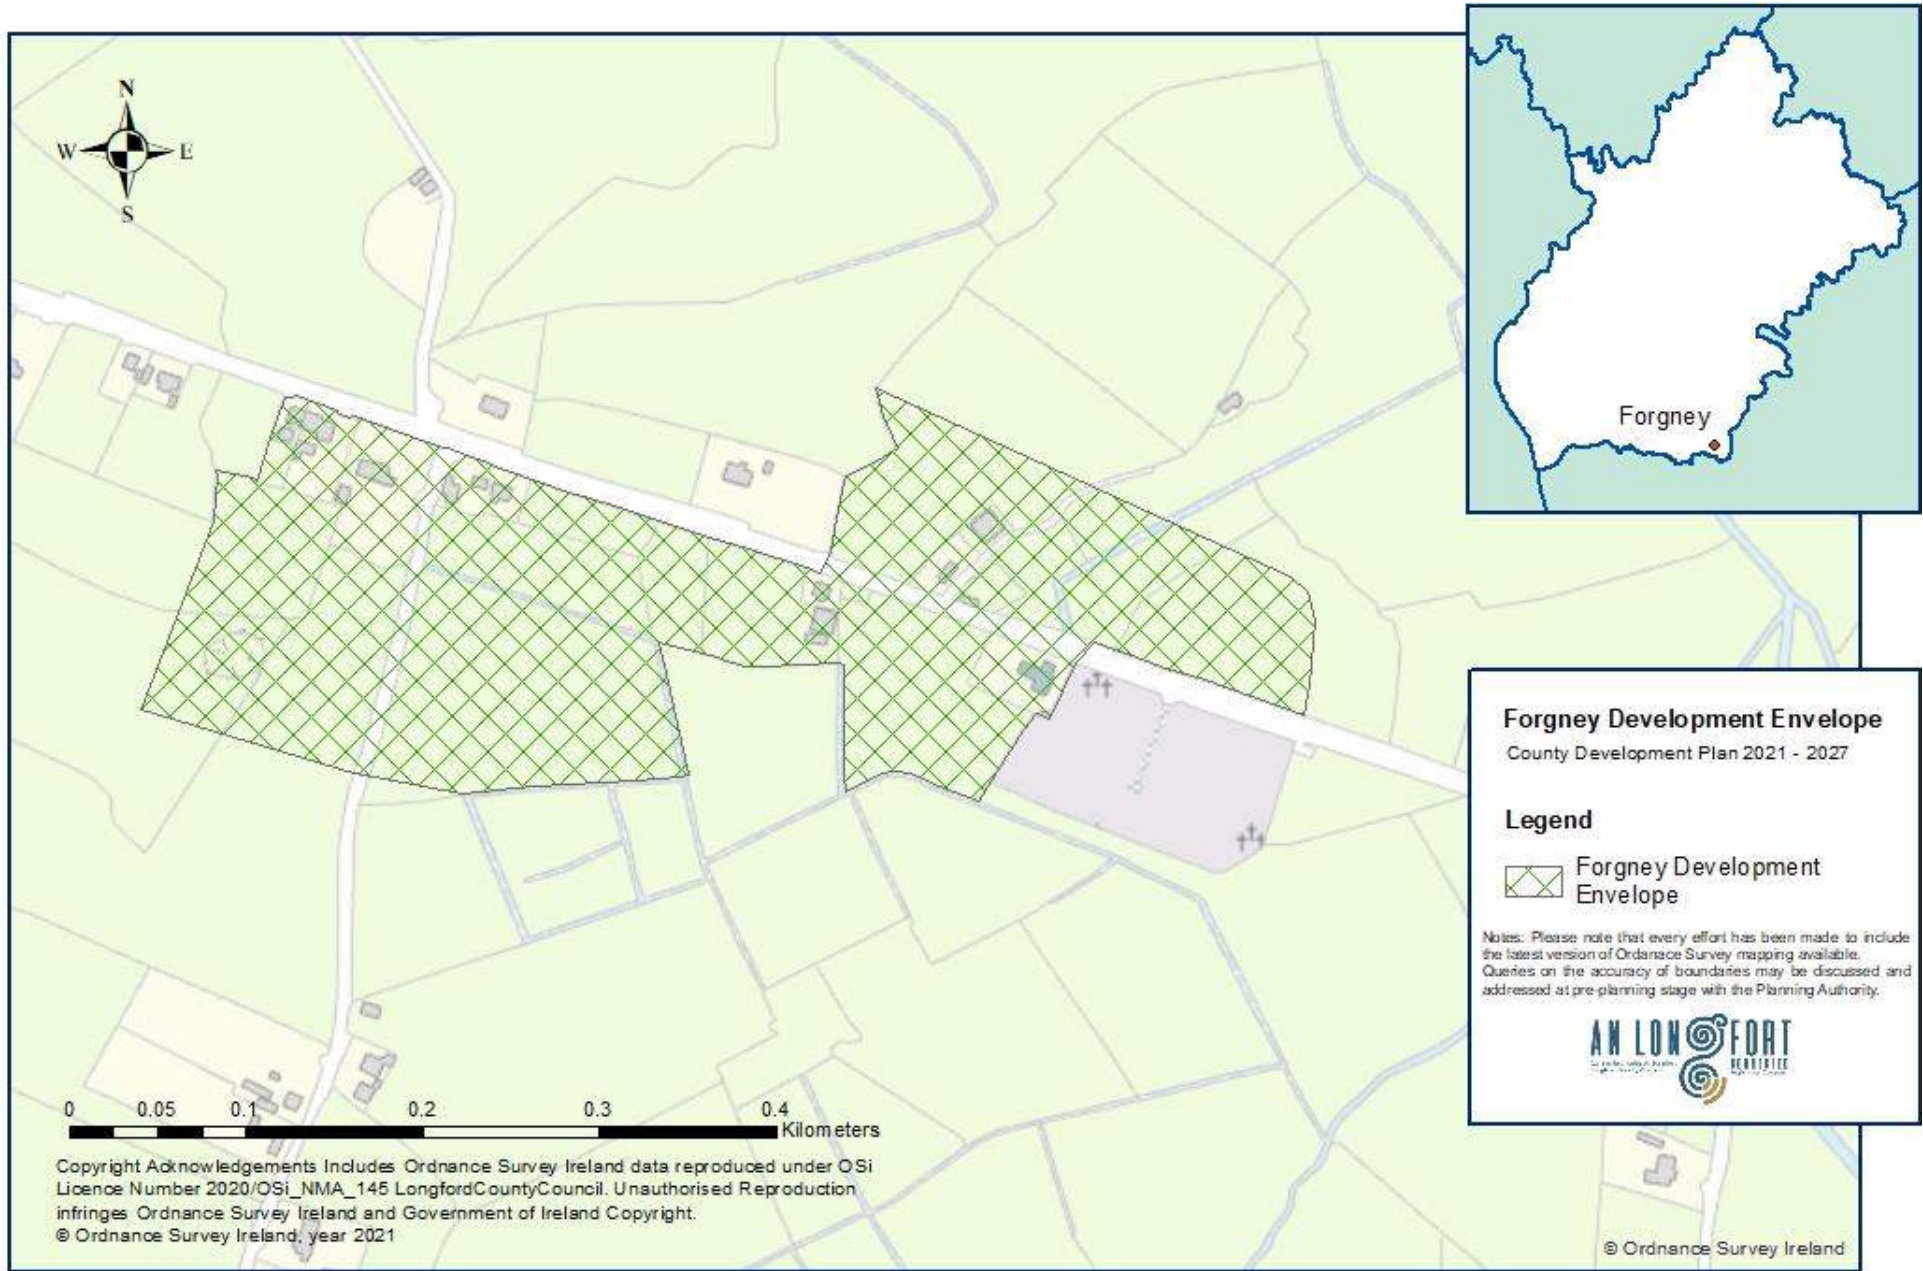 N
W
E
S
Forgney
Forgney Development Envelope
County Development Plan 2021 - 2027
Legend
Forgney Development
Envelope
Notes: Please note that every effort has been made to include
the latest version of Ordanace Survey mapping available.
Queries on the accuracy of boundaries may be discussed and
addressed at pre-planning stage with the Planning Authority.
AN LONGFORT
0 0.05 0.1 0.2 0.3 0.4
Kilometers
Copyright Acknowledgements Includes Ordnance Survey Ireland data reproduced under OSi
Licence Number 2020/OSi_NMA_145 LongfordCountyCouncil. Unauthorised Reproduction
infringes Ordnance Survey Ireland and Government of Ireland Copyright.
© Ordnance Survey Ireland, year 2021
© Ordnance Survey Ireland